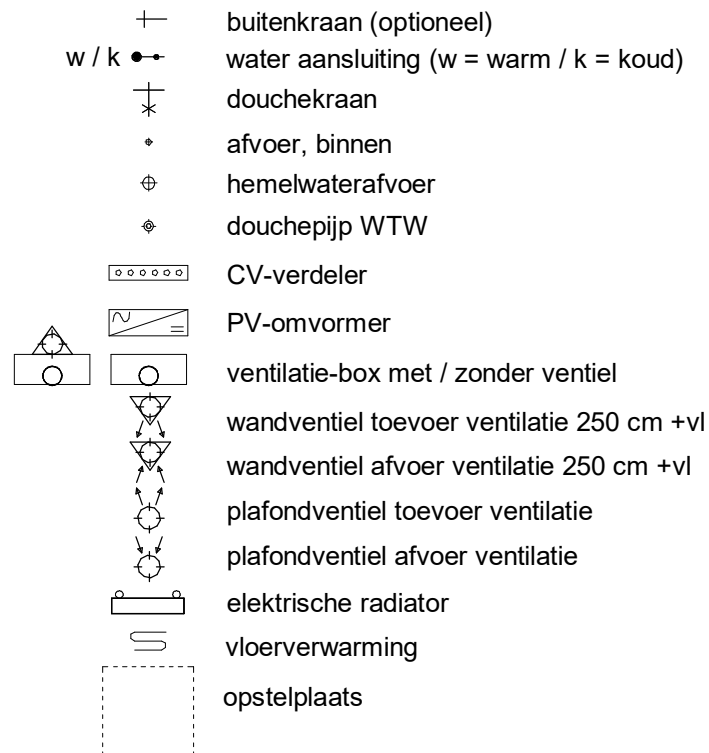 buitenkraan (optioneel)
w / k water aansluiting (w = warm / k = koud)
douchekraan
afvoer, binnen
hemelwaterafvoer
douchepijp WTW
CV-verdeler
PV-omvormer
ventilatie-box met / zonder ventiel
wandventiel toevoer ventilatie 250 cm +vl
wandventiel afvoer ventilatie 250 cm +vl
plafondventiel toevoer ventilatie
plafondventiel afvoer ventilatie
elektrische radiator
vloerverwarming
opstelplaats